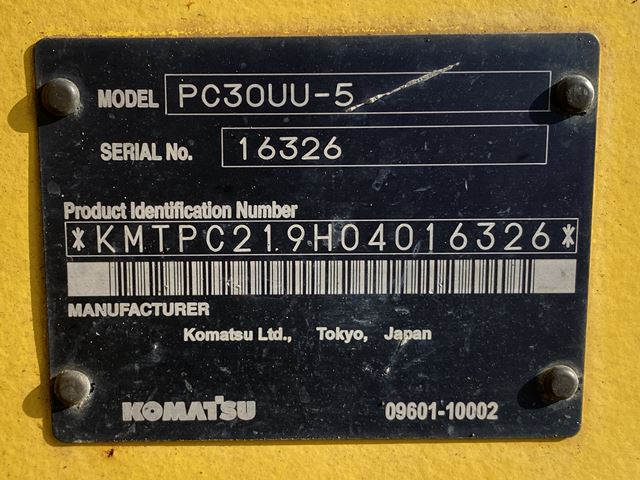 MODEL PC30UU-5
SERIAL No. 16326
Product Identification Number
*KMTPC219H04016326*
MANUFACTURER
Komatsu Ltd., Tokyo, Japan
KOMATSU 09601-10002